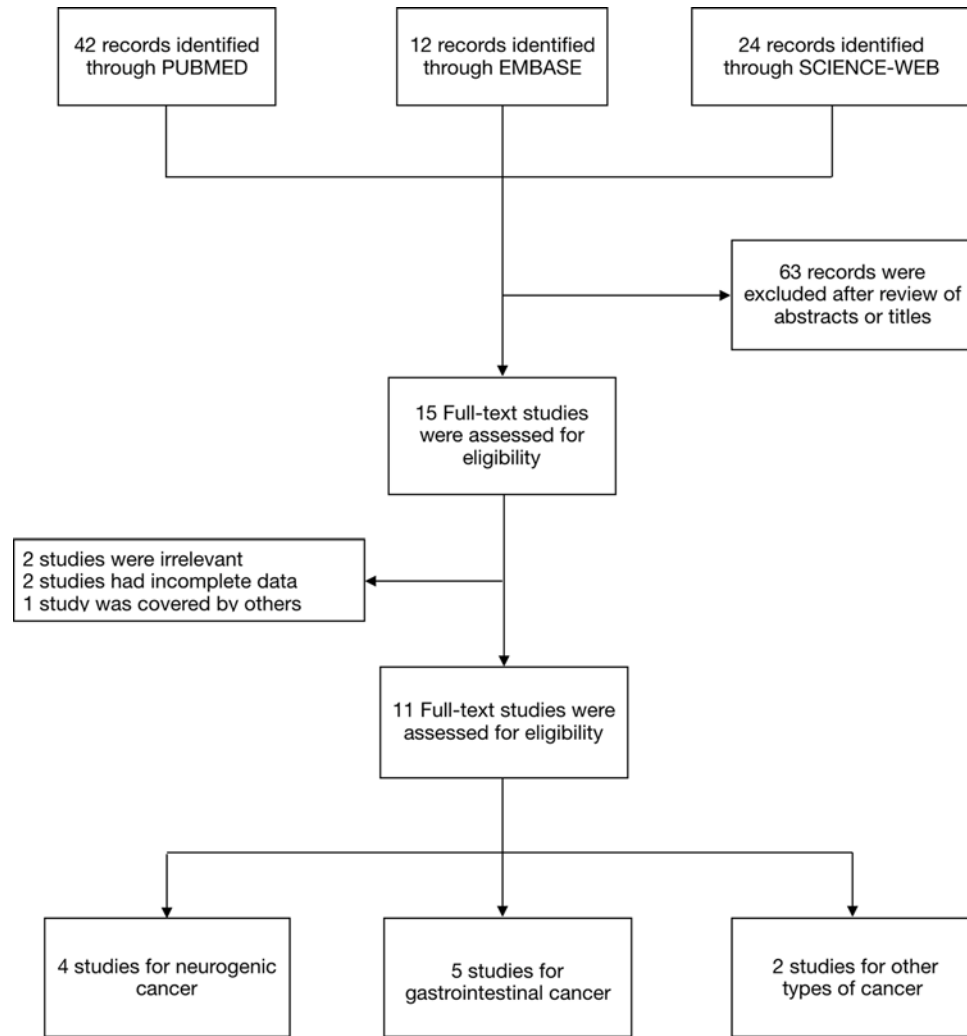 42 records identified
through PUBMED
12 records identified
through EMBASE
24 records identified
through SCIENCE-WEB
63 records were
excluded after review of
abstracts or titles
15 Full-text studies
were assessed for
eligibility
2 studies were irrelevant
2 studies had incomplete data
1 study was covered by others
11 Full-text studies were
assessed for eligibility
4 studies for neurogenic
cancer
5 studies for
gastrointestinal cancer
2 studies for other
types of cancer